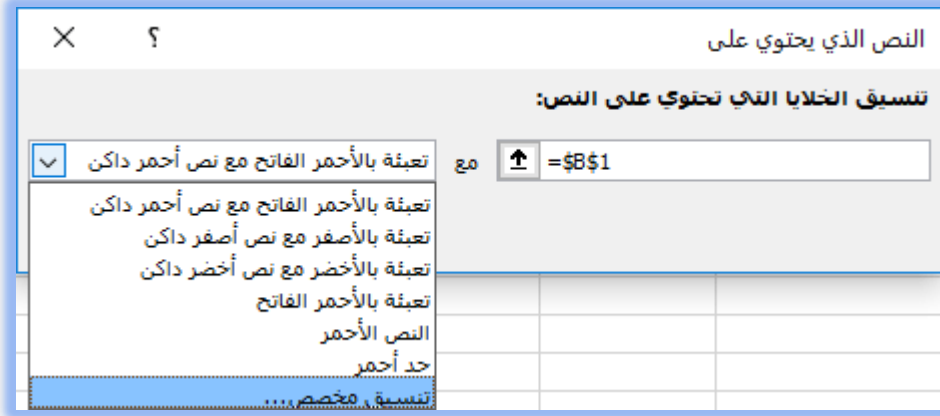 النص الذي يحتوي على ؟
تنسيق الخلايا التي تحتوي على النص:
=$B$1 مع تعبئة بالأحمر الفاتح مع نص أحمر داكن
تعبئة بالأحمر الفاتح مع نص أحمر داكن
تعبئة بالأصفر مع نص أصفر داكن
تعبئة بالأخضر مع نص أخضر داكن
تعبئة بالأحمر الفاتح
النص الأحمر
حد أحمر
تنسيق مخصص...